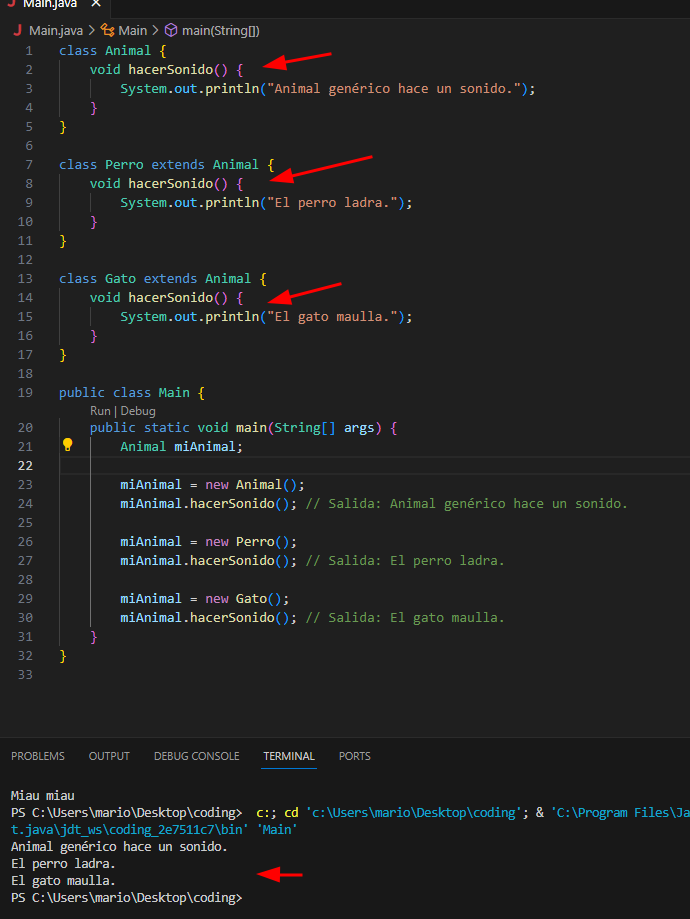 Main.java
Main.java > Main > main(String[])
1 class Animal {
2 void hacerSonido() {
3 System.out.println("Animal genérico hace un sonido.");
4 }
5 }
6
7 class Perro extends Animal {
8 void hacerSonido() {
9 System.out.println("El perro ladra.");
10 }
11 }
12
13 class Gato extends Animal {
14 void hacerSonido() {
15 System.out.println("El gato maulla.");
16 }
17 }
18
19 public class Main {
Run | Debug
20 public static void main(String[] args) {
21 Animal miAnimal;
22
23 miAnimal = new Animal();
24 miAnimal.hacerSonido(); // Salida: Animal genérico hace un sonido.
25
26 miAnimal = new Perro();
27 miAnimal.hacerSonido(); // Salida: El perro ladra.
28
29 miAnimal = new Gato();
30 miAnimal.hacerSonido(); // Salida: El gato maulla.
31 }
32 }
33
PROBLEMS OUTPUT DEBUG CONSOLE TERMINAL PORTS
Miau miau
PS C:\Users\mario\Desktop\coding> c:; cd 'c:\Users\mario\Desktop\coding'; & 'C:\Program Files\Ja
t.java\jdt_ws\coding_2e7511c7\bin' 'Main'
Animal genérico hace un sonido.
El perro ladra.
El gato maulla.
PS C:\Users\mario\Desktop\coding>